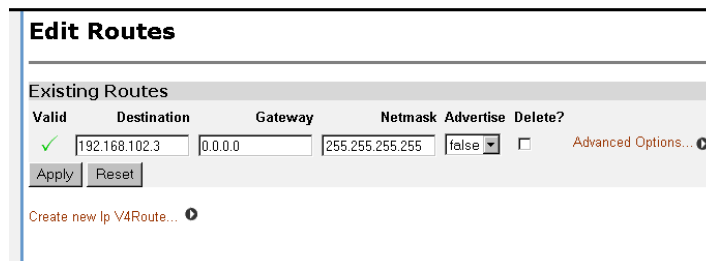 Edit Routes
Existing Routes
Valid Destination Gateway Netmask Advertise Delete?
192.168.102.3 0.0.0.0 255.255.255.255 false Advanced Options...
Apply Reset
Create new Ip V4Route...